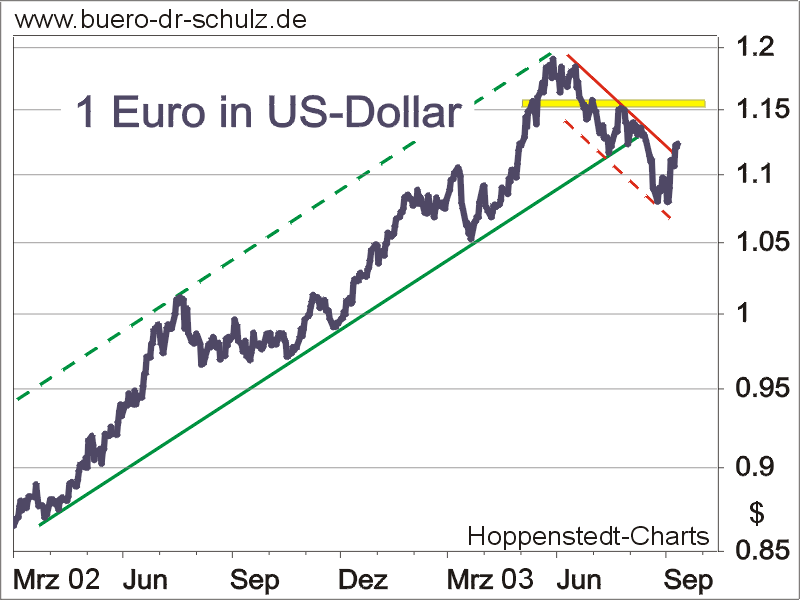 www.buero-dr-schulz.de
1 Euro in US-Dollar
1.2
1.15
1.1
1.05
1
0.95
0.9
$
0.85
Hoppenstedt-Charts
Mrz 02 Jun Sep Dez Mrz 03 Jun Sep